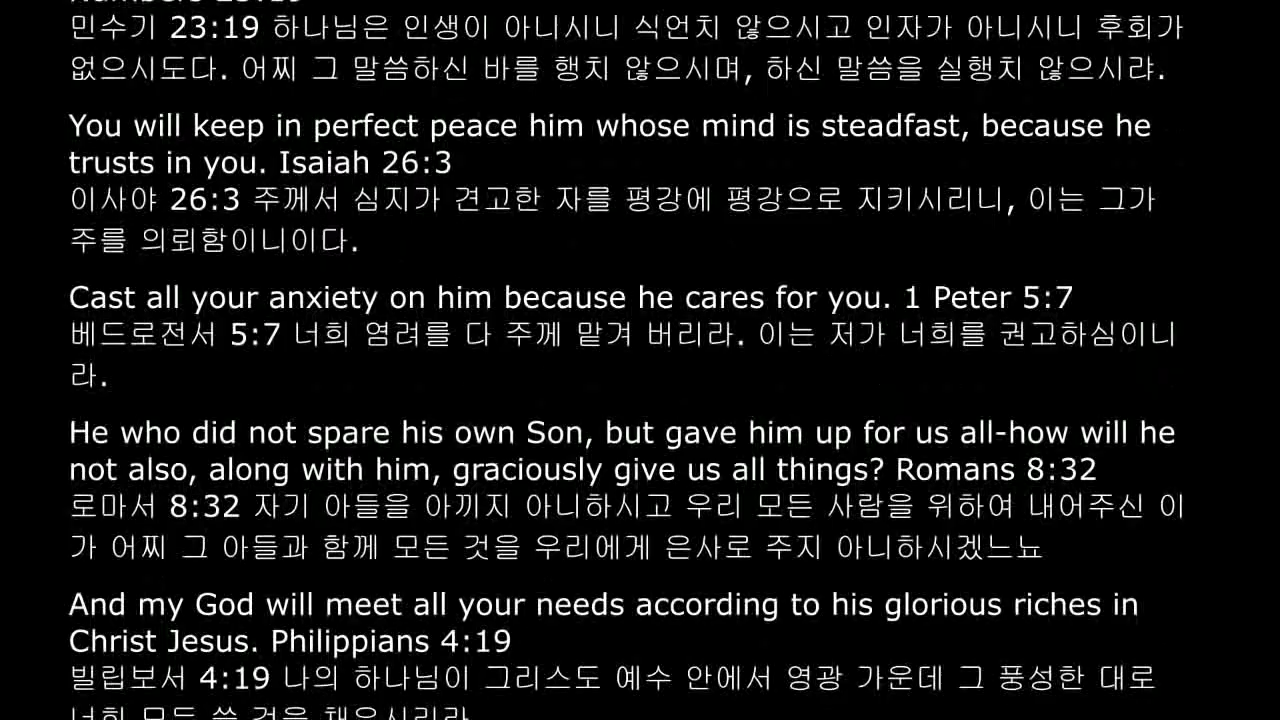 민수기 23:19 하나님은 인생이 아니시니 식언치 않으시고 인자가 아니시니 후회가
없으시도다. 어찌 그 말씀하신 바를 행치 않으시며, 하신 말씀을 실행치 않으시랴.
You will keep in perfect peace him whose mind is steadfast, because he
trusts in you. Isaiah 26:3
이사야 26:3 주께서 심지가 견고한 자를 평강에 평강으로 지키시리니, 이는 그가
주를 의뢰함이니이다.
Cast all your anxiety on him because he cares for you. 1 Peter 5:7
베드로전서 5:7 너희 염려를 다 주께 맡겨 버리라. 이는 저가 너희를 권고하심이니
라.
He who did not spare his own Son, but gave him up for us all-how will he
not also, along with him, graciously give us all things? Romans 8:32
로마서 8:32 자기 아들을 아끼지 아니하시고 우리 모든 사람을 위하여 내어주신 이
가 어찌 그 아들과 함께 모든 것을 우리에게 은사로 주지 아니하시겠느뇨
And my God will meet all your needs according to his glorious riches in
Christ Jesus. Philippians 4:19
빌립보서 4:19 나의 하나님이 그리스도 예수 안에서 영광 가운데 그 풍성한 대로